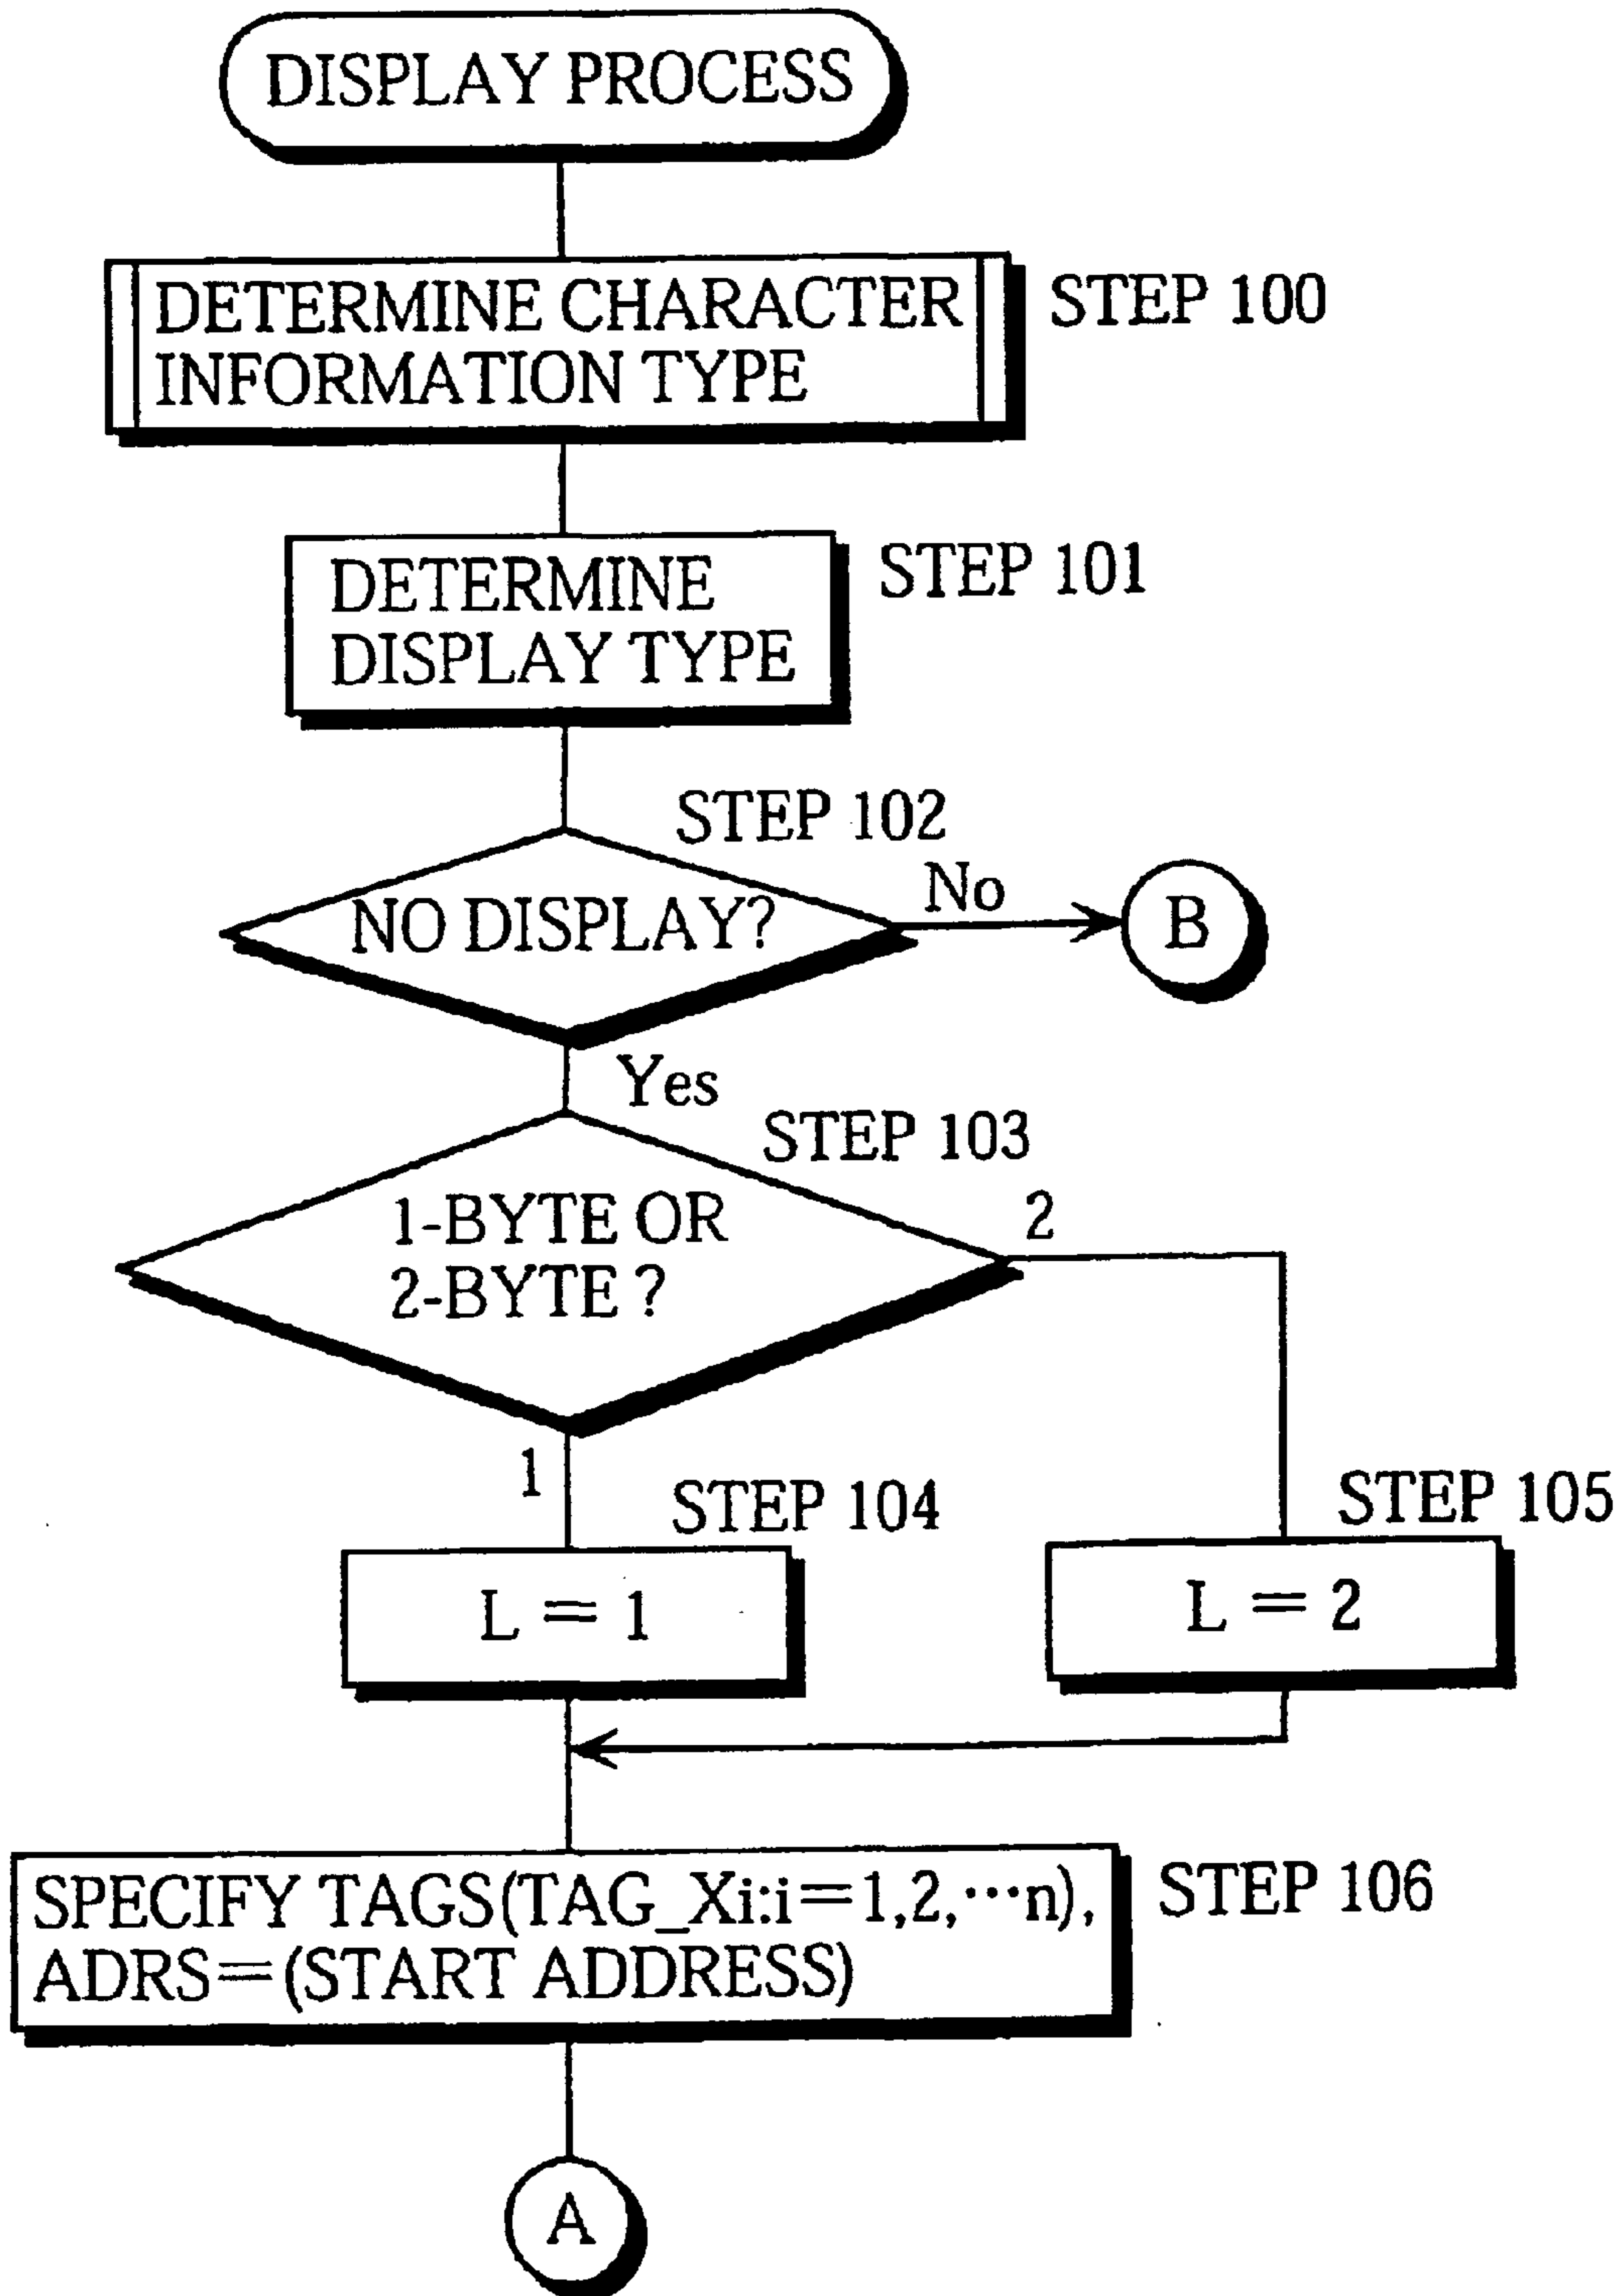 DISPLAY PROCESS
DETERMINE CHARACTER
INFORMATION TYPE
STEP 100
DETERMINE
DISPLAY TYPE
STEP 101
STEP 102
NO DISPLAY?
No
B
Yes
STEP 103
1-BYTE OR
2-BYTE ?
2
1
STEP 104
L = 1
STEP 105
L = 2
SPECIFY TAGS(TAG_Xi:i=1,2,···n),
ADRS=(START ADDRESS)
STEP 106
A